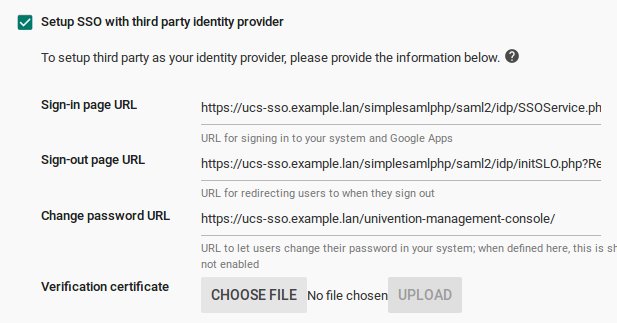 Setup SSO with third party identity provider
To setup third party as your identity provider, please provide the information below. ?
Sign-in page URL
https://ucs-sso.example.lan/simplesamlphp/saml2/idp/SSOService.ph
URL for signing in to your system and Google Apps
Sign-out page URL
https://ucs-sso.example.lan/simplesamlphp/saml2/idp/initSLO.php?Re
URL for redirecting users to when they sign out
Change password URL
https://ucs-sso.example.lan/univention-management-console/
URL to let users change their password in your system; when defined here, this is sh
not enabled
Verification certificate
CHOOSE FILE No file chosen UPLOAD